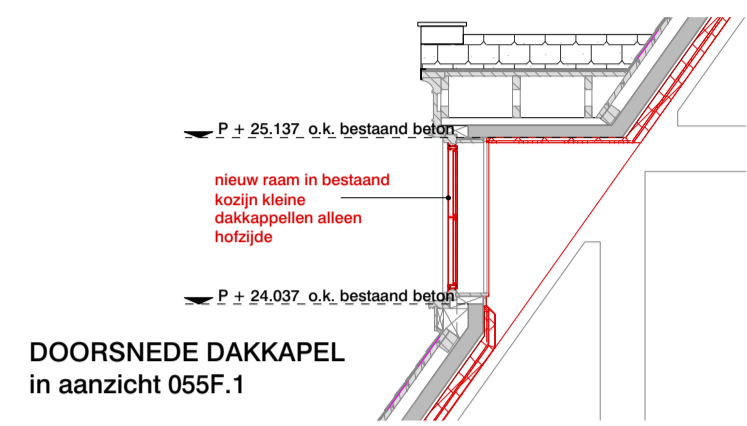 P + 25.137 o.k. bestaand beton
nieuw raam in bestaand
kozijn kleine
dakkappellen alleen
hofzijde
P + 24.037 o.k. bestaand beton
DOORSNEDE DAKKAPEL
in aanzicht 055F.1